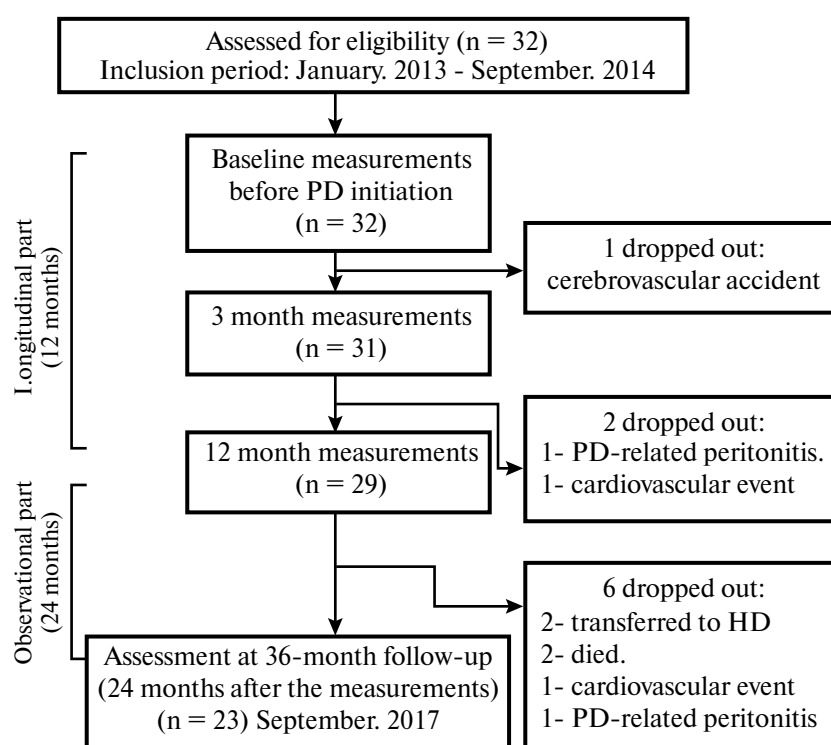 Assessed for eligibility (n = 32)
Inclusion period: January. 2013 - September. 2014
Longitudinal part
(12 months)
Baseline measurements
before PD initiation
(n = 32)
1 dropped out:
cerebrovascular accident
3 month measurements
(n = 31)
2 dropped out:
1- PD-related peritonitis.
1- cardiovascular event
12 month measurements
(n = 29)
Observational part
(24 months)
6 dropped out:
2- transferred to HD
2- died.
1- cardiovascular event
1- PD-related peritonitis
Assessment at 36-month follow-up
(24 months after the measurements)
(n = 23) September. 2017